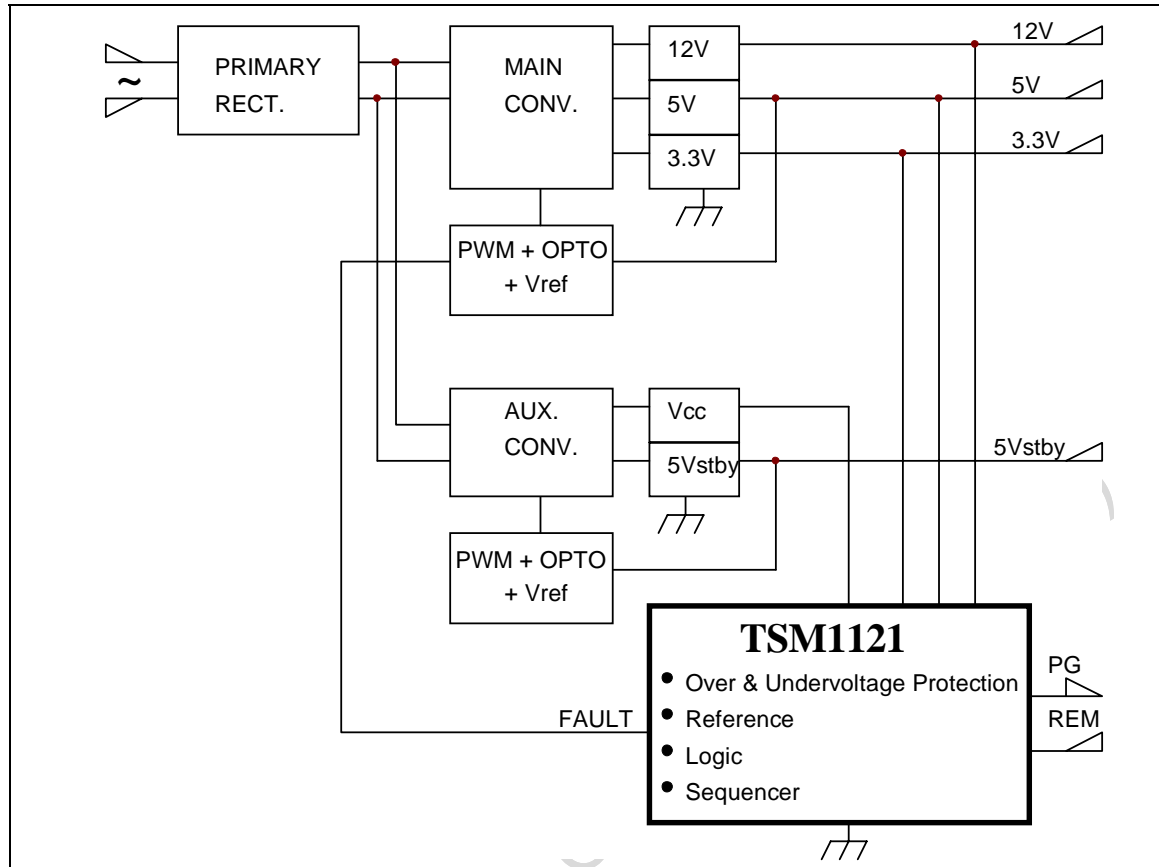 12V
~
PRIMARY
RECT.
MAIN
CONV.
12V
5V
3.3V
5V
3.3V
PWM + OPTO
+ Vref
AUX.
CONV.
Vcc
5Vstby
5Vstby
PWM + OPTO
+ Vref
TSM1121
• Over & Undervoltage Protection
• Reference
• Logic
• Sequencer
FAULT
PG
REM